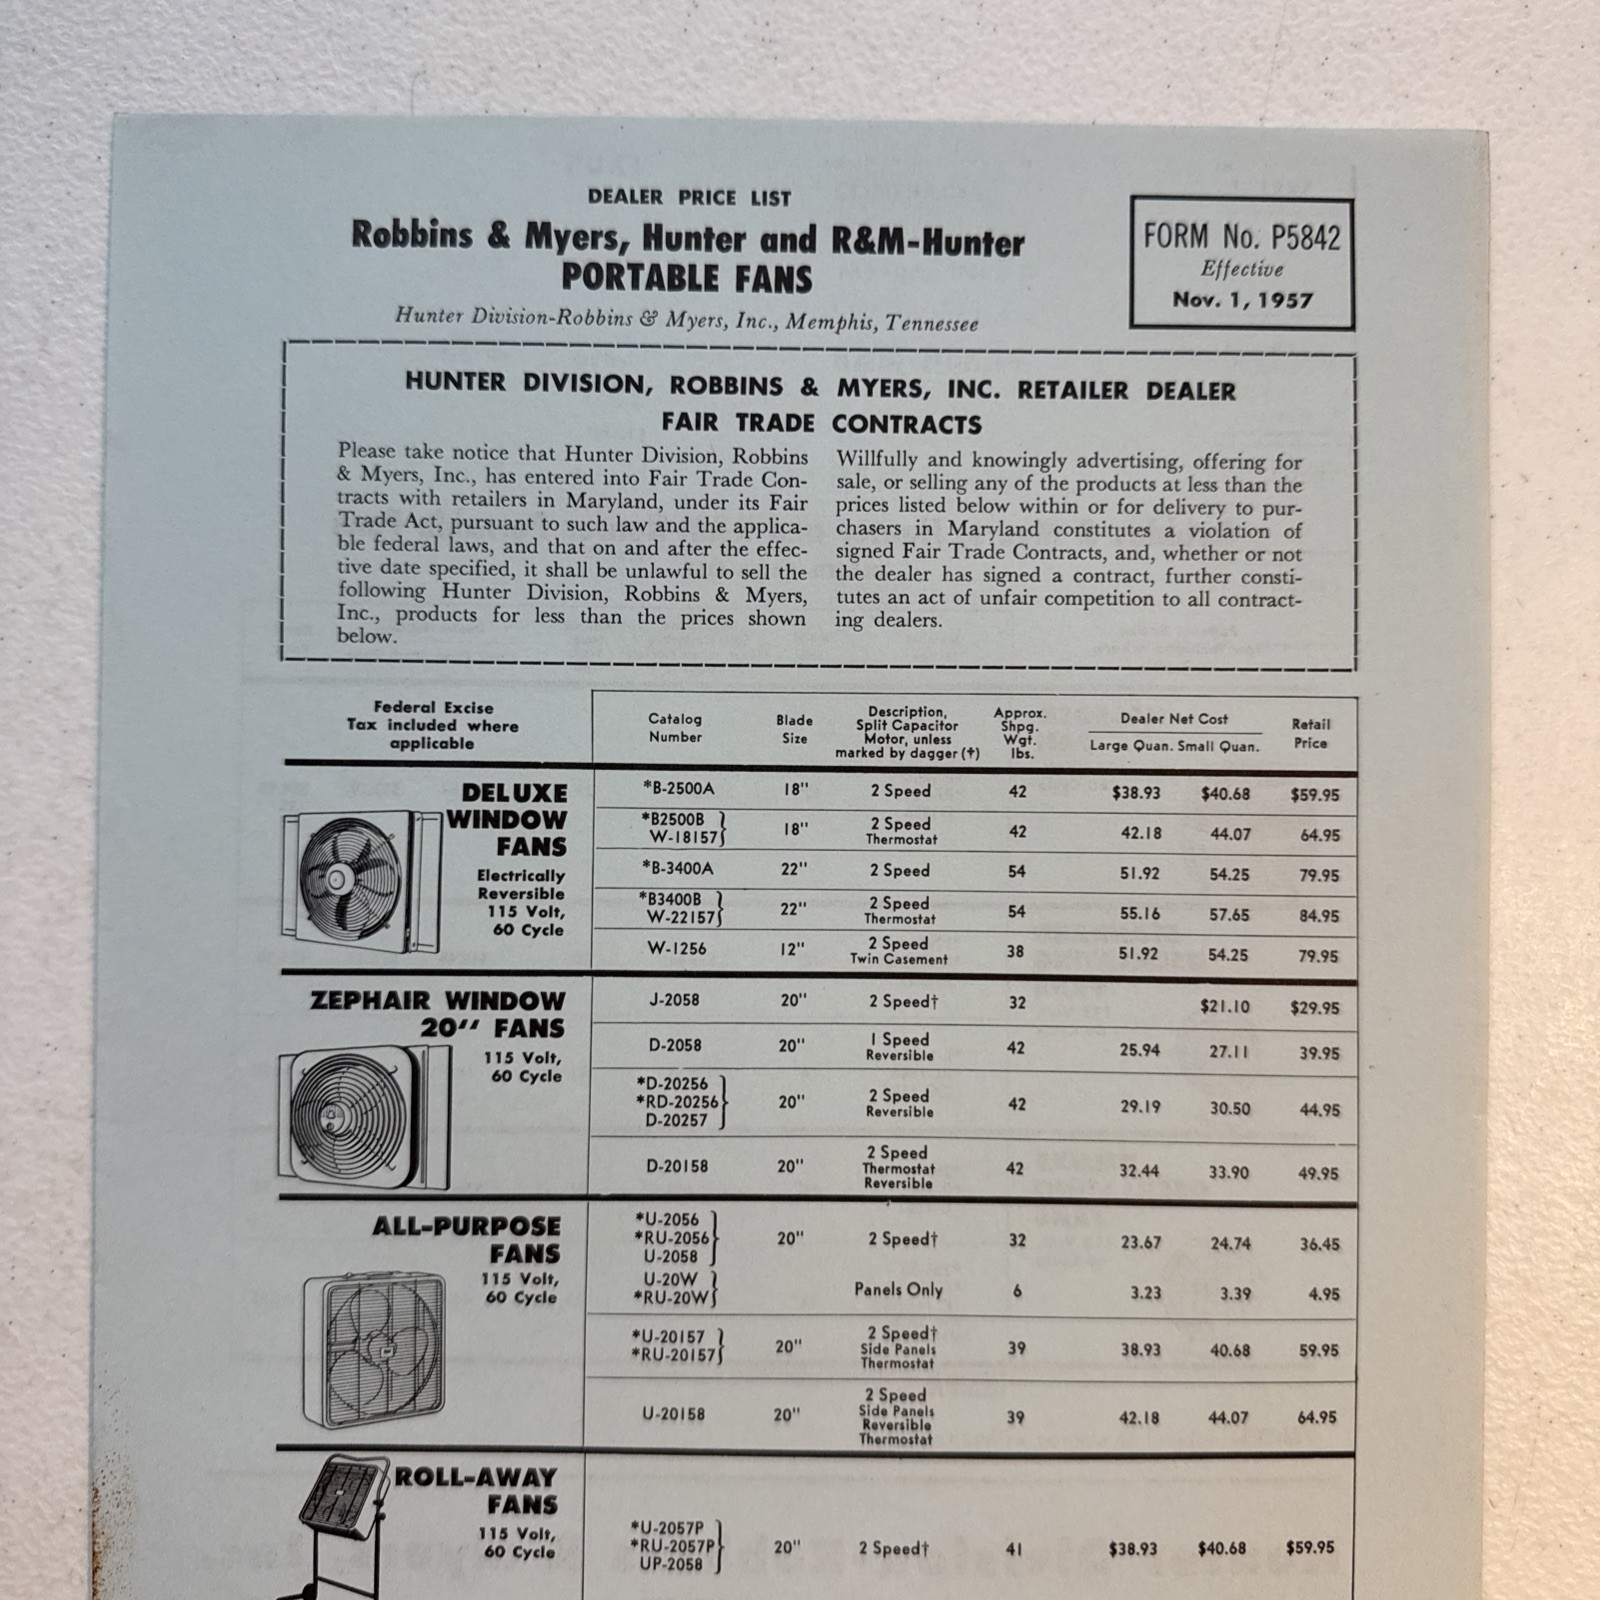 DEALER PRICE LIST
Robbins & Myers, Hunter and R&M-Hunter
PORTABLE FANS
Hunter Division-Robbins & Myers, Inc., Memphis, Tennessee
FORM No. P5842
Effective
Nov. 1, 1957
HUNTER DIVISION, ROBBINS & MYERS, INC. RETAILER DEALER
FAIR TRADE CONTRACTS
Please take notice that Hunter Division, Robbins
& Myers, Inc., has entered into Fair Trade Con-
tracts with retailers in Maryland, under its Fair
Trade Act, pursuant to such law and the applica-
ble federal laws, and that on and after the effec-
tive date specified, it shall be unlawful to sell the
following Hunter Division, Robbins & Myers,
Inc., products for less than the prices shown
below.
Willfully and knowingly advertising, offering for
sale, or selling any of the products at less than the
prices listed below within or for delivery to pur-
chasers in Maryland constitutes a violation of
signed Fair Trade Contracts, and, whether or not
the dealer has signed a contract, further consti-
tutes an act of unfair competition to all contract-
ing dealers.
Federal Excise
Tax included where
applicable
Catalog
Number
Blade
Size
Description,
Split Capacitor
Motor, unless
marked by dagger (†)
Approx.
Shpg.
Wgt.
lbs.
Dealer Net Cost
Large Quan. Small Quan.
Retail
Price
DELUXE
WINDOW
FANS
Electrically
Reversible
115 Volt,
60 Cycle
*B-2500A 18" 2 Speed 42 $38.93 $40.68 $59.95
*B2500B
W-18157} 18" 2 Speed
Thermostat 42 42.18 44.07 64.95
*B-3400A 22" 2 Speed 54 51.92 54.25 79.95
*B3400B
W-22157} 22" 2 Speed
Thermostat 54 55.16 57.65 84.95
W-1256 12" 2 Speed
Twin Casement 38 51.92 54.25 79.95
ZEPHAIR WINDOW
20" FANS
115 Volt,
60 Cycle
J-2058 20" 2 Speed† 32 $21.10 $29.95
D-2058 20" 1 Speed
Reversible 42 25.94 27.11 39.95
*D-20256
*RD-20256} 20" 2 Speed
Reversible 42 29.19 30.50 44.95
D-20257
D-20158 20" 2 Speed
Thermostat
Reversible 42 32.44 33.90 49.95
ALL-PURPOSE
FANS
115 Volt,
60 Cycle
*U-2056
*RU-2056} 20" 2 Speed† 32 23.67 24.74 36.45
U-2058
U-20W
*RU-20W} Panels Only 6 3.23 3.39 4.95
*U-20157
*RU-20157} 20" 2 Speed†
Side Panels
Thermostat 39 38.93 40.68 59.95
U-20158 20" 2 Speed
Side Panels
Reversible
Thermostat 39 42.18 44.07 64.95
ROLL-AWAY
FANS
115 Volt,
60 Cycle
*U-2057P
*RU-2057P} 20" 2 Speed† 41 $38.93 $40.68 $59.95
UP-2058